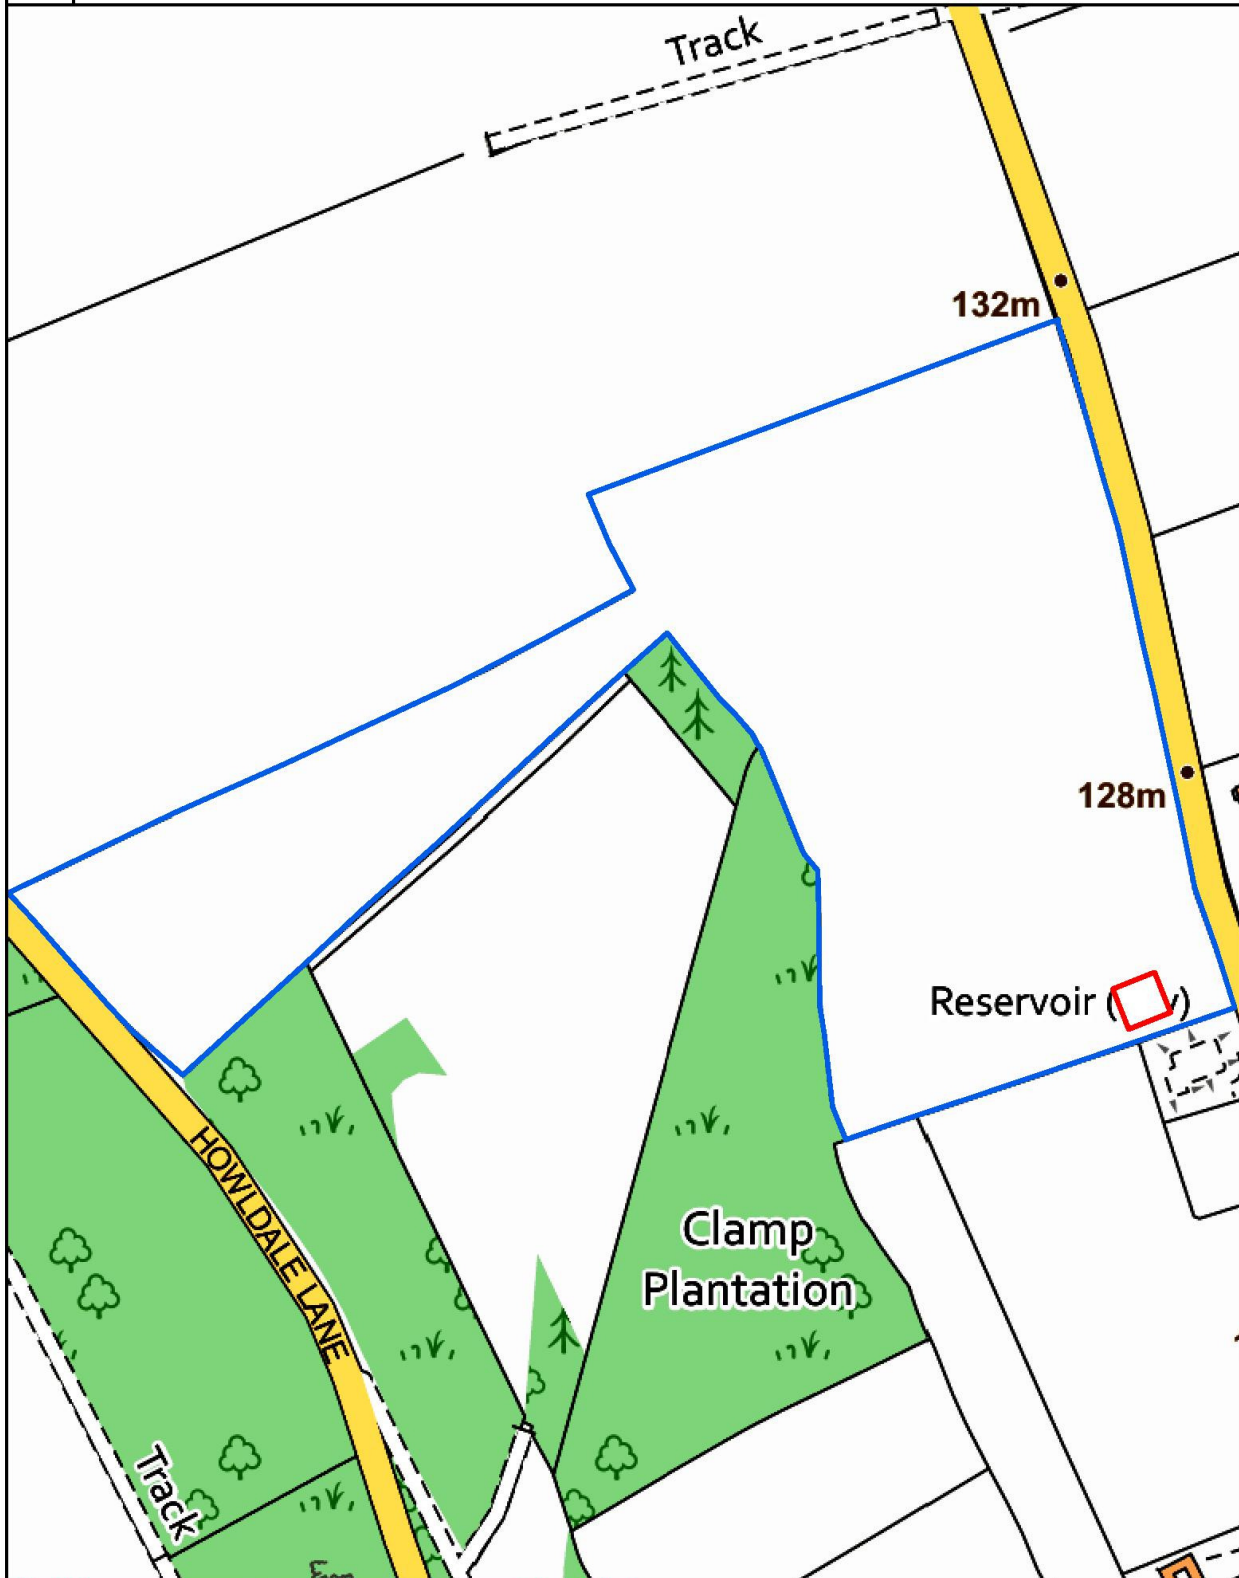 Track
132m
128m
Reservoir (
HOWLDALE LANE
Clamp
Plantation
Track